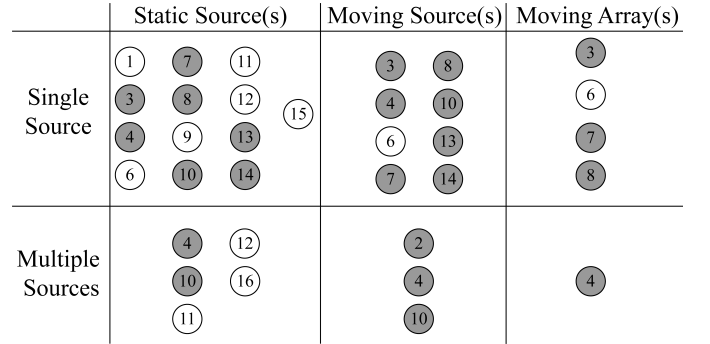 Static Source(s) Moving Source(s) Moving Array(s)
Single
Source
1 7 11
3 8 12
4 9 13
6 10 14
15
3 8
4 10
6 13
7 14
3
6
7
8
Multiple
Sources
4 12
10 16
11
2
4
10
4